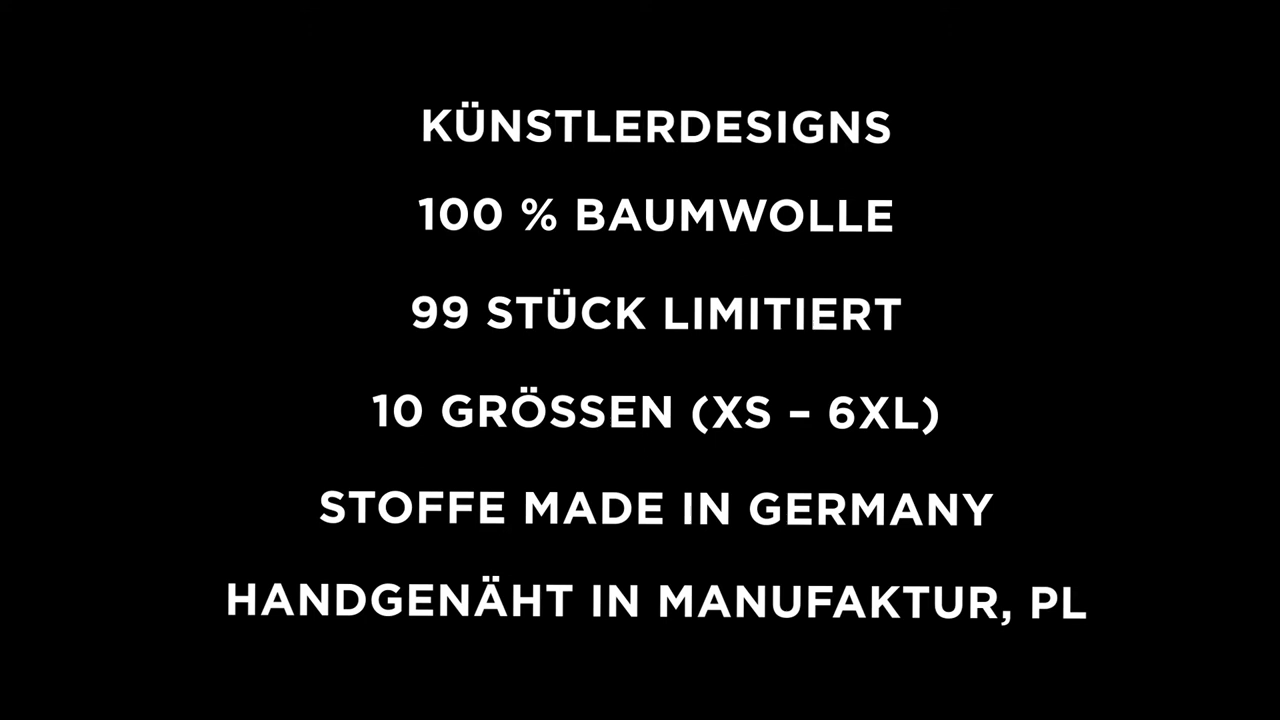 KÜNSTLERDESIGNS
100 % BAUMWOLLE
99 STÜCK LIMITIERT
10 GRÖSSEN (XS – 6XL)
STOFFE MADE IN GERMANY
HANDGENÄHT IN MANUFAKTUR, PL